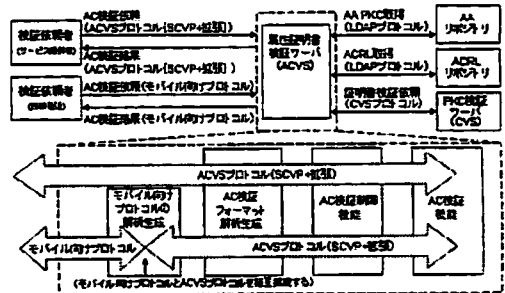 AC検証依頼
(ACVSプロトコル(SCVP+拡張))
検証依頼者
AC検証結果
(ACVSプロトコル(SCVP+拡張))
検証依頼者
AC検証依頼(モバイル向けプロトコル)
AC検証結果(モバイル向けプロトコル)
属性証明書
検証サーバ
(ACVS)
AA PKC取得
(LDAPプロトコル)
AA
リポジトリ
ACRL取得
(LDAPプロトコル)
ACRL
リポジトリ
証明書検証依頼
(CVSプロトコル)
PKC検証
サーバ
(CVS)
ACVSプロトコル(SCVP+拡張)
モバイル向け
プロトコルの
解析生成
AC検証
フォーマット
解析生成
AC検証制御
機能
AC検証
機能
モバイル向けプロトコル
ACVSプロトコル(SCVP+拡張)
(モバイル向けプロトコルとACVSプロトコルを相互変換する)